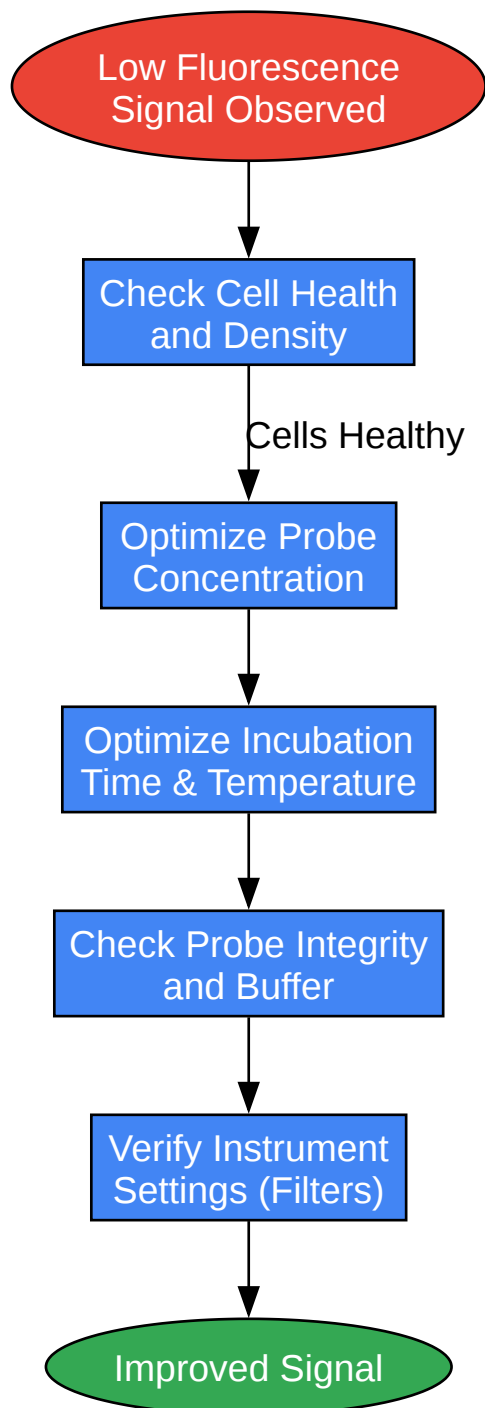 Low Fluorescence
Signal Observed
Check Cell Health
and Density
Cells Healthy
Optimize Probe
Concentration
Optimize Incubation
Time & Temperature
Check Probe Integrity
and Buffer
Verify Instrument
Settings (Filters)
Improved Signal